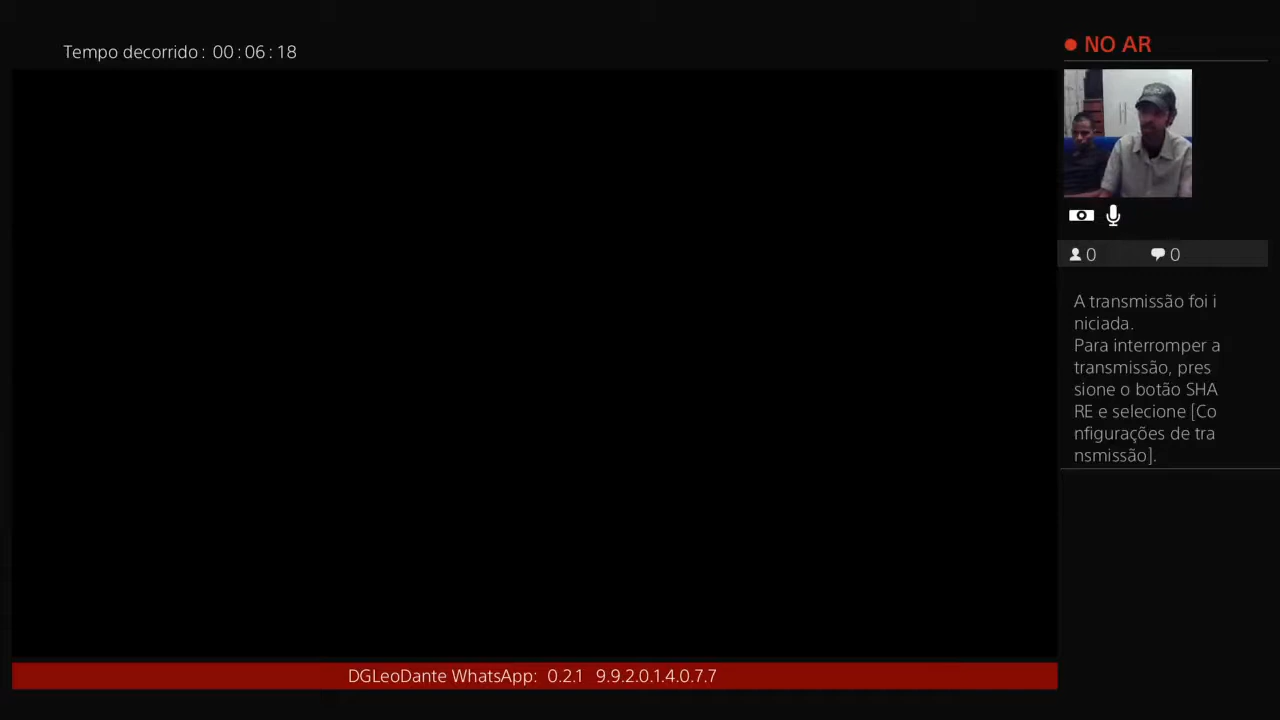 Tempo decorrido : 00 : 06 : 18
NO AR
0 0
A transmissão foi i
niciada.
Para interromper a
transmissão, pres
sione o botão SHA
RE e selecione [Co
nfigurações de tra
nsmissão].
DGLeoDante WhatsApp: 0.2.1 9.9.2.0.1.4.0.7.7